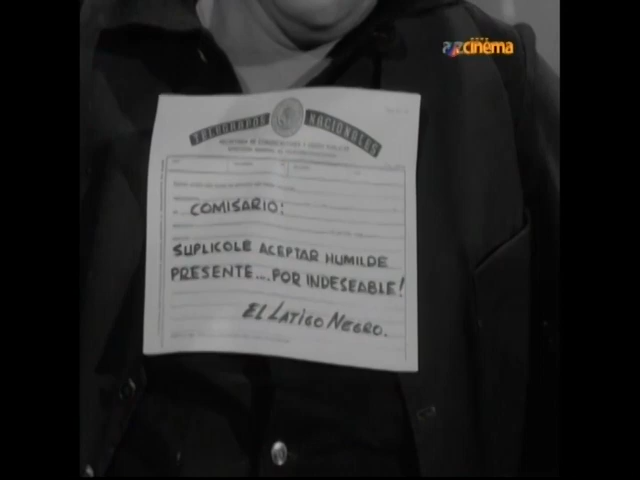 cinema
TELEGRAFOS NACIONALES
COMISARIO:
SUPLICOLE ACEPTAR HUMILDE
PRESENTE....POR INDESEABLE!
EL LATIGO NEGRO.